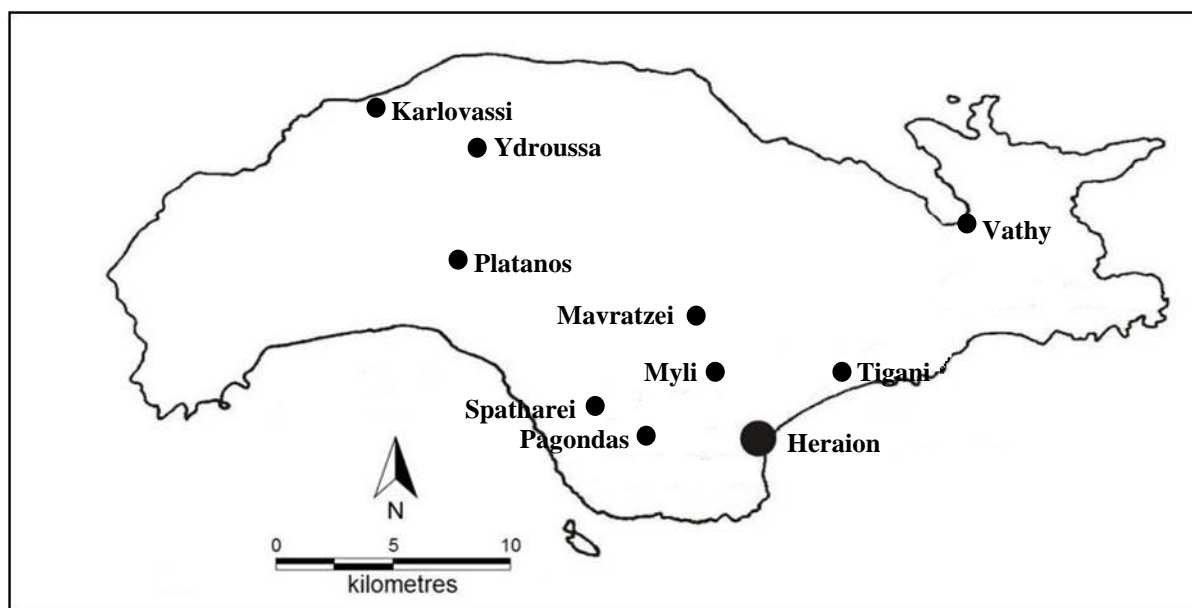 Karlovassi
Ydroussa
Vathy
Platanos
Mavratzei
Myli
Tigani
Spatharei
Pagondas
Heraion
N
0 5 10
kilometres